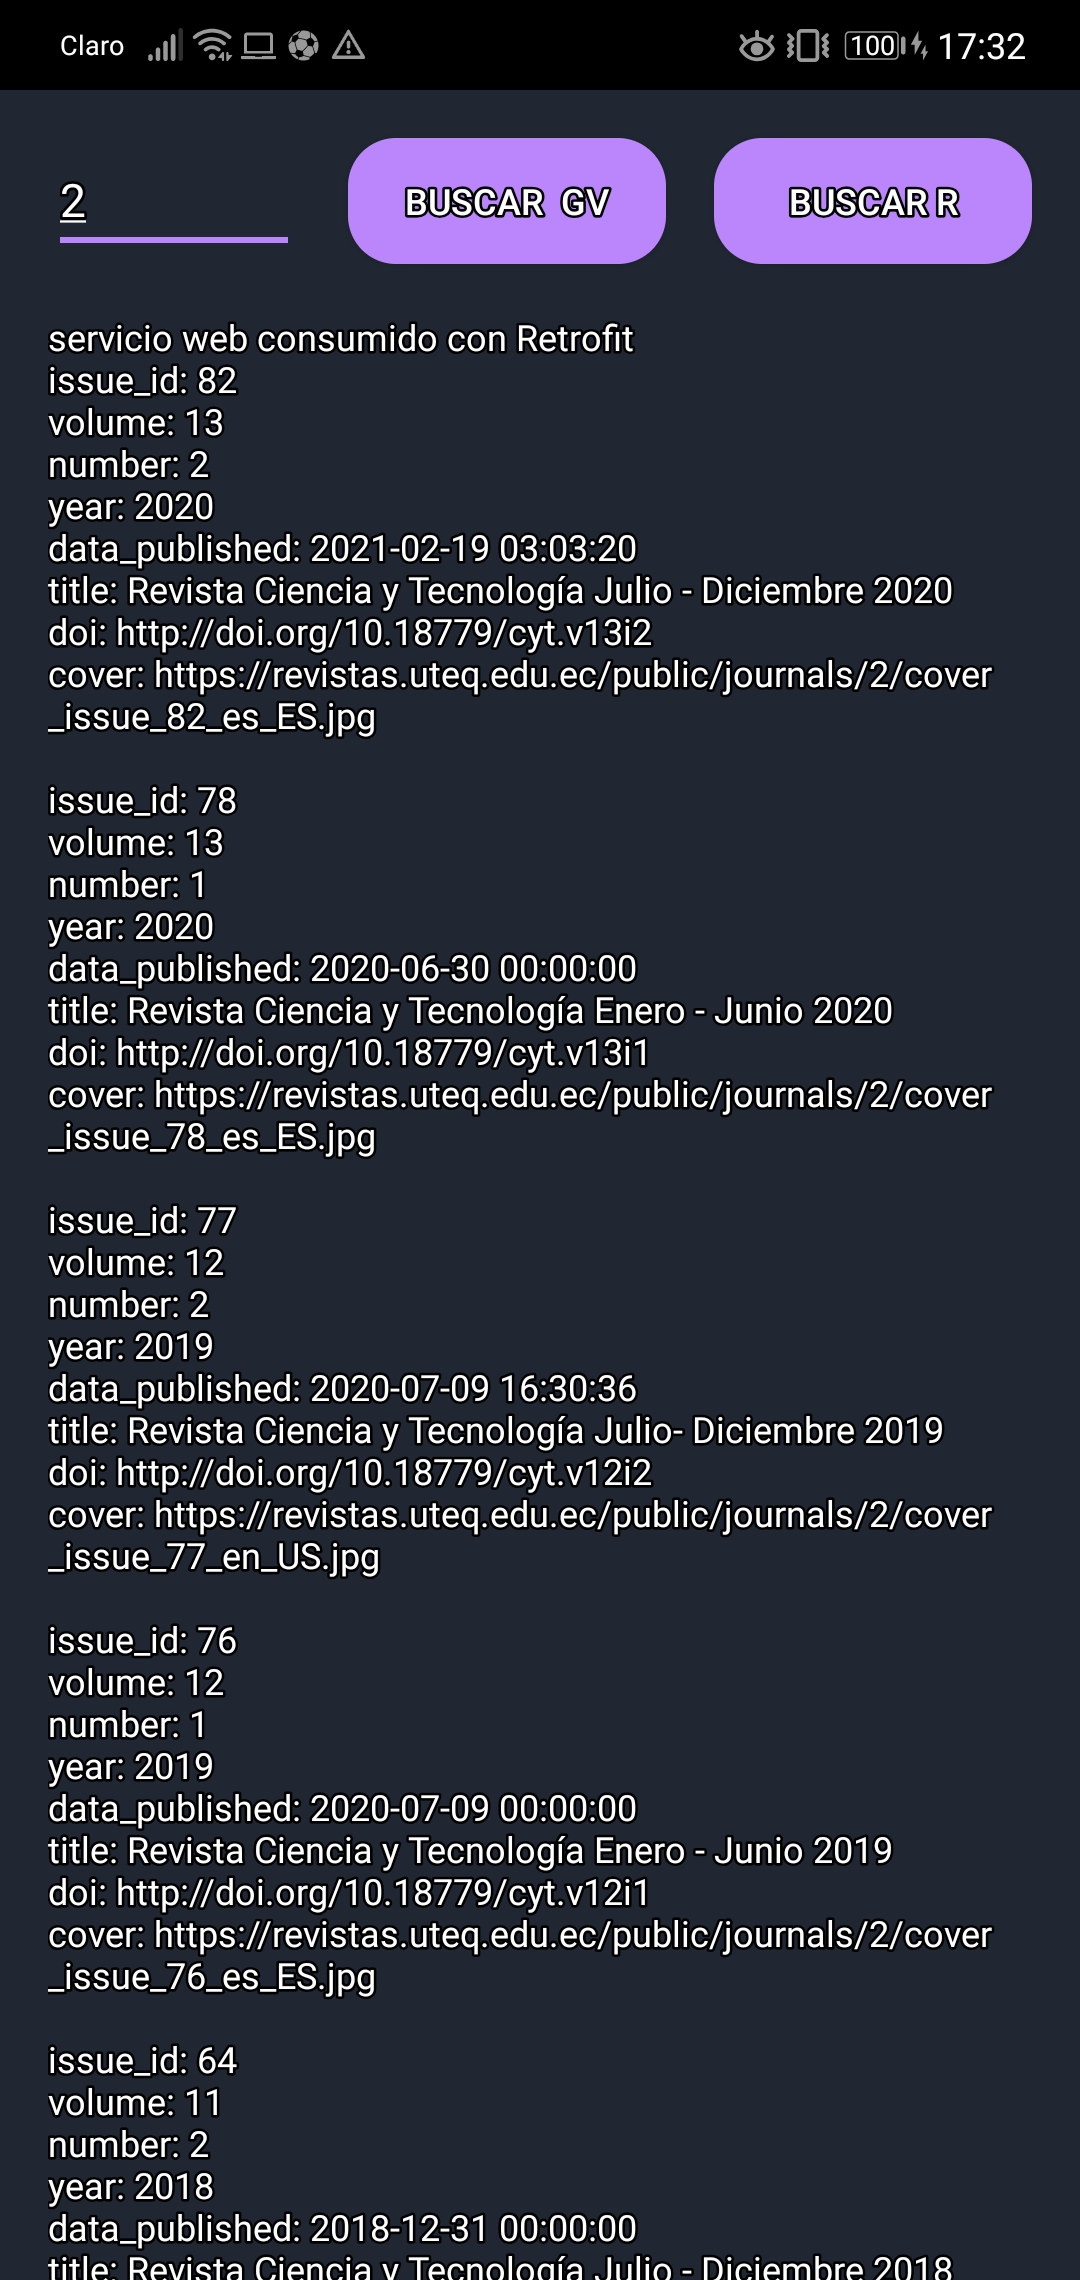 Claro 100 17:32
2 BUSCAR GV BUSCAR R
servicio web consumido con Retrofit
issue_id: 82
volume: 13
number: 2
year: 2020
data_published: 2021-02-19 03:03:20
title: Revista Ciencia y Tecnología Julio - Diciembre 2020
doi: http://doi.org/10.18779/cyt.v13i2
cover: https://revistas.uteq.edu.ec/public/journals/2/cover
_issue_82_es_ES.jpg
issue_id: 78
volume: 13
number: 1
year: 2020
data_published: 2020-06-30 00:00:00
title: Revista Ciencia y Tecnología Enero - Junio 2020
doi: http://doi.org/10.18779/cyt.v13i1
cover: https://revistas.uteq.edu.ec/public/journals/2/cover
_issue_78_es_ES.jpg
issue_id: 77
volume: 12
number: 2
year: 2019
data_published: 2020-07-09 16:30:36
title: Revista Ciencia y Tecnología Julio- Diciembre 2019
doi: http://doi.org/10.18779/cyt.v12i2
cover: https://revistas.uteq.edu.ec/public/journals/2/cover
_issue_77_en_US.jpg
issue_id: 76
volume: 12
number: 1
year: 2019
data_published: 2020-07-09 00:00:00
title: Revista Ciencia y Tecnología Enero - Junio 2019
doi: http://doi.org/10.18779/cyt.v12i1
cover: https://revistas.uteq.edu.ec/public/journals/2/cover
_issue_76_es_ES.jpg
issue_id: 64
volume: 11
number: 2
year: 2018
data_published: 2018-12-31 00:00:00
title: Revista Ciencia y Tecnología Julio - Diciembre 2018